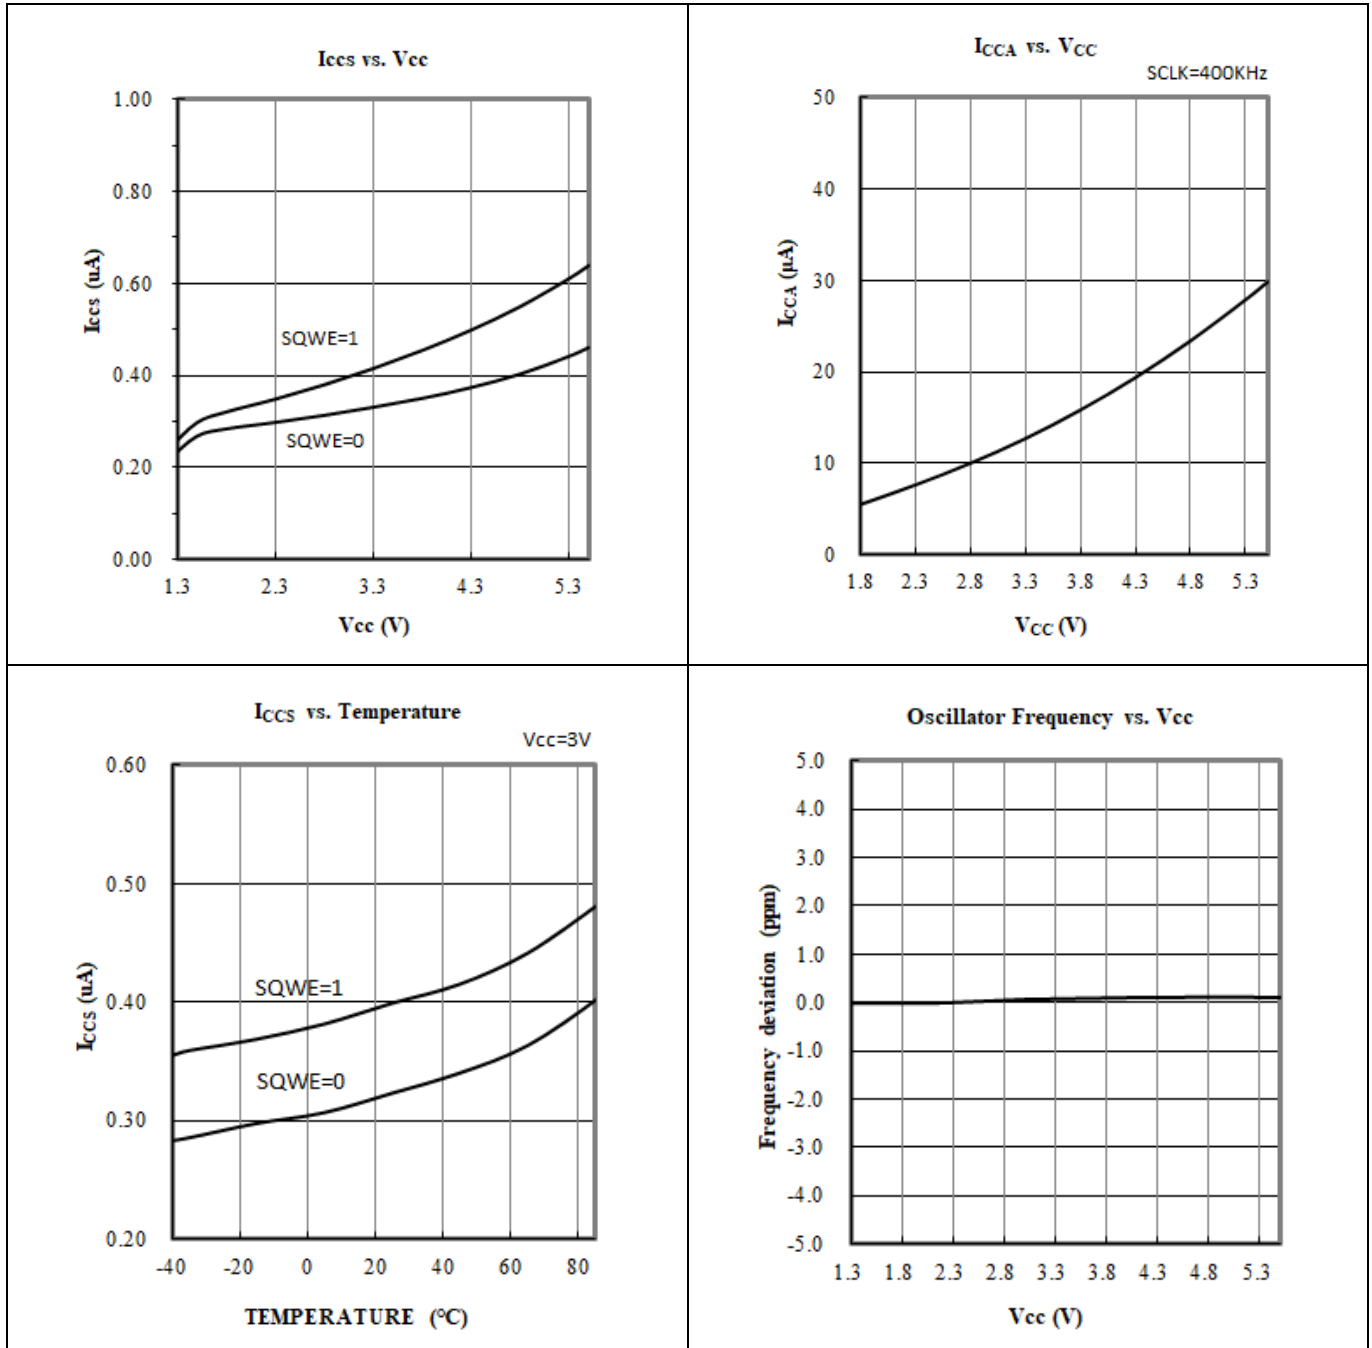 Iccs vs. Vcc
1.00
0.80
0.60
0.40
0.20
0.00
Iccs (uA)
SQWE=1
SQWE=0
1.3 2.3 3.3 4.3 5.3
Vcc (V)
ICCA vs. VCC
SCLK=400KHz
50
40
30
20
10
0
ICCA (µA)
1.8 2.3 2.8 3.3 3.8 4.3 4.8 5.3
VCC (V)
ICCS vs. Temperature
Vcc=3V
0.60
0.50
0.40
0.30
0.20
ICCS (uA)
SQWE=1
SQWE=0
-40 -20 0 20 40 60 80
TEMPERATURE (°C)
Oscillator Frequency vs. Vcc
5.0
4.0
3.0
2.0
1.0
0.0
-1.0
-2.0
-3.0
-4.0
-5.0
Frequency deviation (ppm)
1.3 1.8 2.3 2.8 3.3 3.8 4.3 4.8 5.3
Vcc (V)